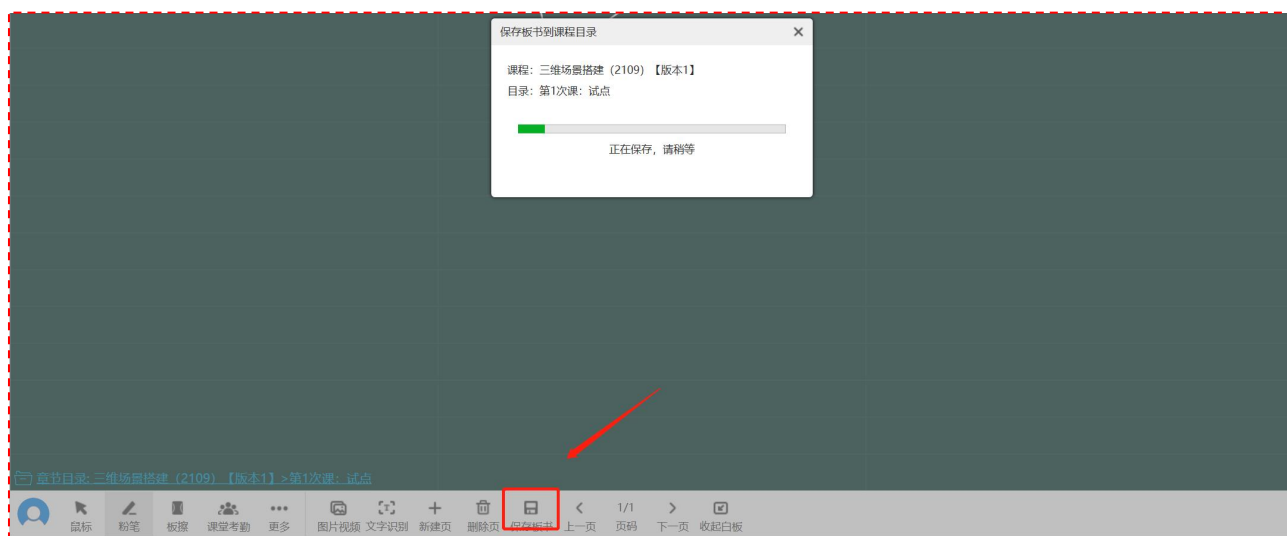 保存板书到课程目录
课程：三维场景搭建（2109）【版本1】
目录：第1次课：试点
正在保存，请稍等
章节目录: 三维场景搭建（2109）【版本1】>第1次课：试点
鼠标 粉笔 板擦 课堂考勤 更多 图片视频 文字识别 新建页 删除页 保存板书 上一页 1/1 页码 下一页 收起白板